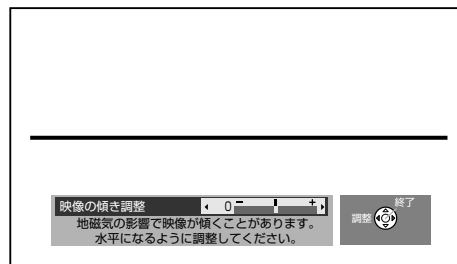 映像の傾き調整 0 − +
地磁気の影響で映像が傾くことがあります。
水平になるように調整してください。
終了
調整